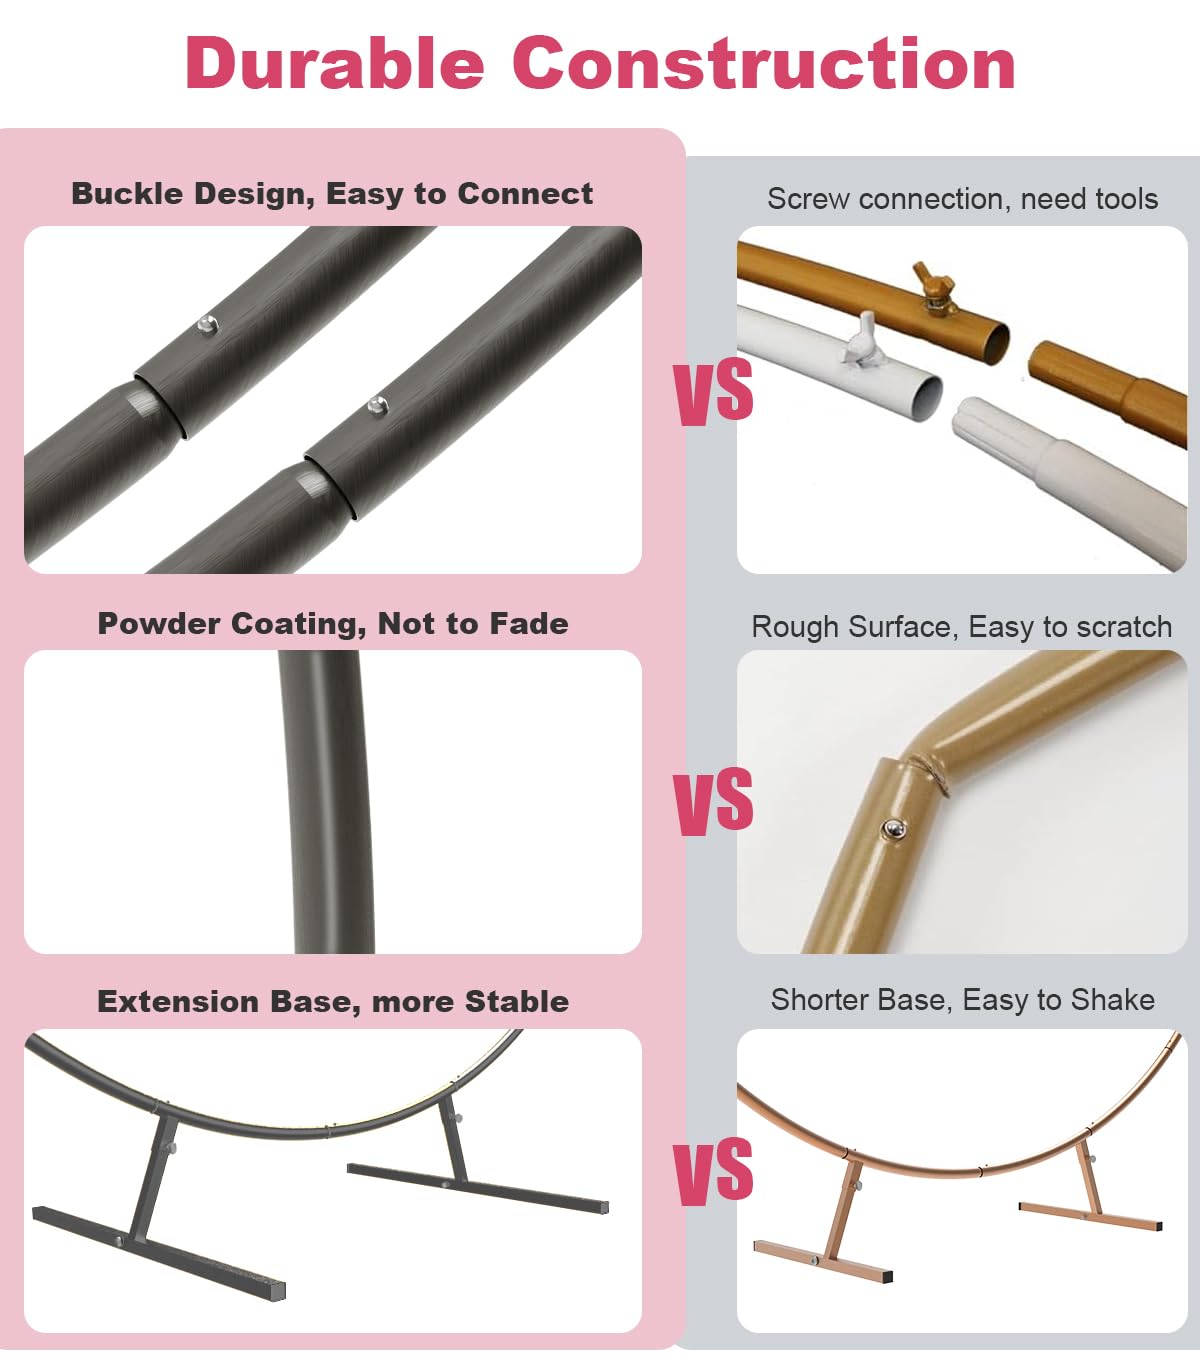 Durable Construction
Buckle Design, Easy to Connect
Screw connection, need tools
VS
Powder Coating, Not to Fade
Rough Surface, Easy to scratch
VS
Extension Base, more Stable
Shorter Base, Easy to Shake
VS